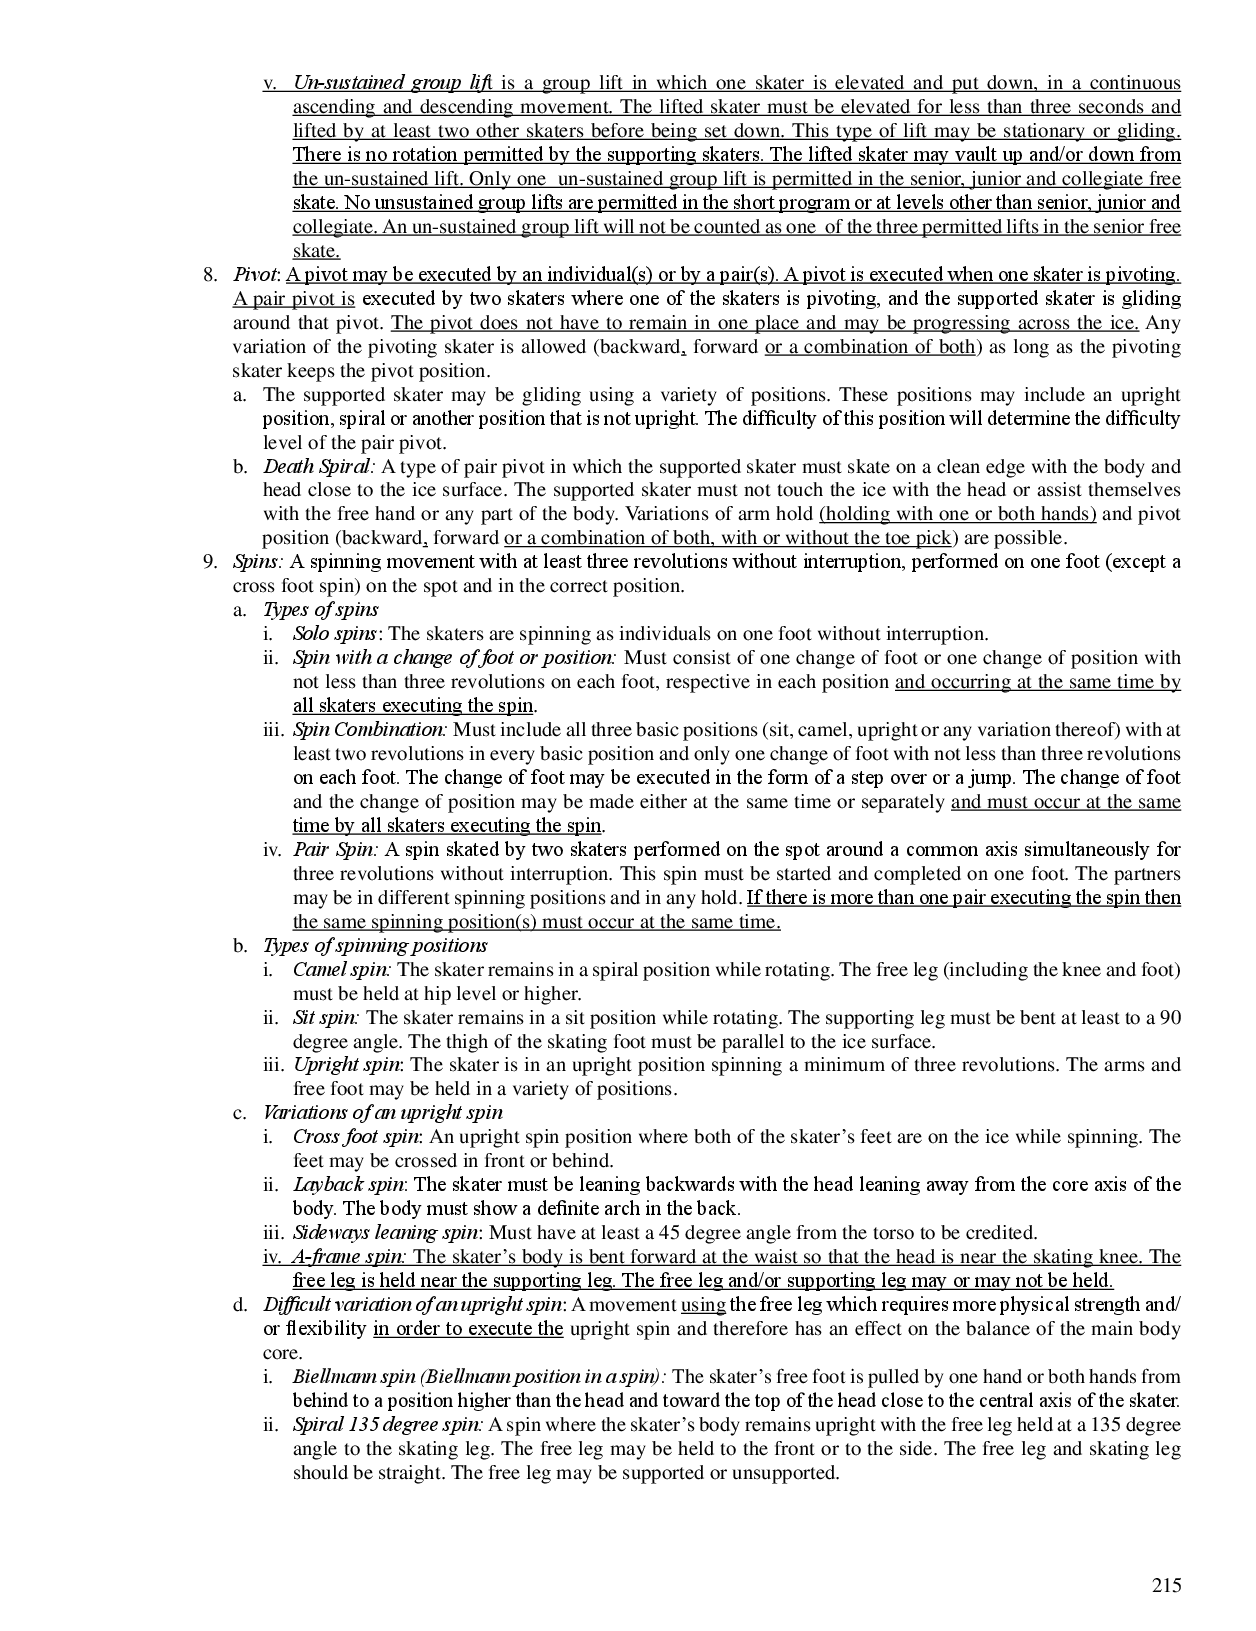 v. Un-sustained group lift is a group lift in which one skater is elevated and put down, in a continuous
ascending and descending movement. The lifted skater must be elevated for less than three seconds and
lifted by at least two other skaters before being set down. This type of lift may be stationary or gliding.
There is no rotation permitted by the supporting skaters. The lifted skater may vault up and/or down from
the un-sustained lift. Only one un-sustained group lift is permitted in the senior, junior and collegiate free
skate. No unsustained group lifts are permitted in the short program or at levels other than senior, junior and
collegiate. An un-sustained group lift will not be counted as one of the three permitted lifts in the senior free
skate.
8. Pivot: A pivot may be executed by an individual(s) or by a pair(s). A pivot is executed when one skater is pivoting.
A pair pivot is executed by two skaters where one of the skaters is pivoting, and the supported skater is gliding
around that pivot. The pivot does not have to remain in one place and may be progressing across the ice. Any
variation of the pivoting skater is allowed (backward, forward or a combination of both) as long as the pivoting
skater keeps the pivot position.
a. The supported skater may be gliding using a variety of positions. These positions may include an upright
position, spiral or another position that is not upright. The difficulty of this position will determine the difficulty
level of the pair pivot.
b. Death Spiral: A type of pair pivot in which the supported skater must skate on a clean edge with the body and
head close to the ice surface. The supported skater must not touch the ice with the head or assist themselves
with the free hand or any part of the body. Variations of arm hold (holding with one or both hands) and pivot
position (backward, forward or a combination of both, with or without the toe pick) are possible.
9. Spins: A spinning movement with at least three revolutions without interruption, performed on one foot (except a
cross foot spin) on the spot and in the correct position.
a. Types of spins
i. Solo spins: The skaters are spinning as individuals on one foot without interruption.
ii. Spin with a change of foot or position: Must consist of one change of foot or one change of position with
not less than three revolutions on each foot, respective in each position and occurring at the same time by
all skaters executing the spin.
iii. Spin Combination: Must include all three basic positions (sit, camel, upright or any variation thereof) with at
least two revolutions in every basic position and only one change of foot with not less than three revolutions
on each foot. The change of foot may be executed in the form of a step over or a jump. The change of foot
and the change of position may be made either at the same time or separately and must occur at the same
time by all skaters executing the spin.
iv. Pair Spin: A spin skated by two skaters performed on the spot around a common axis simultaneously for
three revolutions without interruption. This spin must be started and completed on one foot. The partners
may be in different spinning positions and in any hold. If there is more than one pair executing the spin then
the same spinning position(s) must occur at the same time.
b. Types of spinning positions
i. Camel spin: The skater remains in a spiral position while rotating. The free leg (including the knee and foot)
must be held at hip level or higher.
ii. Sit spin: The skater remains in a sit position while rotating. The supporting leg must be bent at least to a 90
degree angle. The thigh of the skating foot must be parallel to the ice surface.
iii. Upright spin: The skater is in an upright position spinning a minimum of three revolutions. The arms and
free foot may be held in a variety of positions.
c. Variations of an upright spin
i. Cross foot spin: An upright spin position where both of the skater’s feet are on the ice while spinning. The
feet may be crossed in front or behind.
ii. Layback spin: The skater must be leaning backwards with the head leaning away from the core axis of the
body. The body must show a definite arch in the back.
iii. Sideways leaning spin: Must have at least a 45 degree angle from the torso to be credited.
iv. A-frame spin: The skater’s body is bent forward at the waist so that the head is near the skating knee. The
free leg is held near the supporting leg. The free leg and/or supporting leg may or may not be held.
d. Difficult variation of an upright spin: A movement using the free leg which requires more physical strength and/
or flexibility in order to execute the upright spin and therefore has an effect on the balance of the main body
core.
i. Biellmann spin (Biellmann position in a spin): The skater’s free foot is pulled by one hand or both hands from
behind to a position higher than the head and toward the top of the head close to the central axis of the skater.
ii. Spiral 135 degree spin: A spin where the skater’s body remains upright with the free leg held at a 135 degree
angle to the skating leg. The free leg may be held to the front or to the side. The free leg and skating leg
should be straight. The free leg may be supported or unsupported.
215